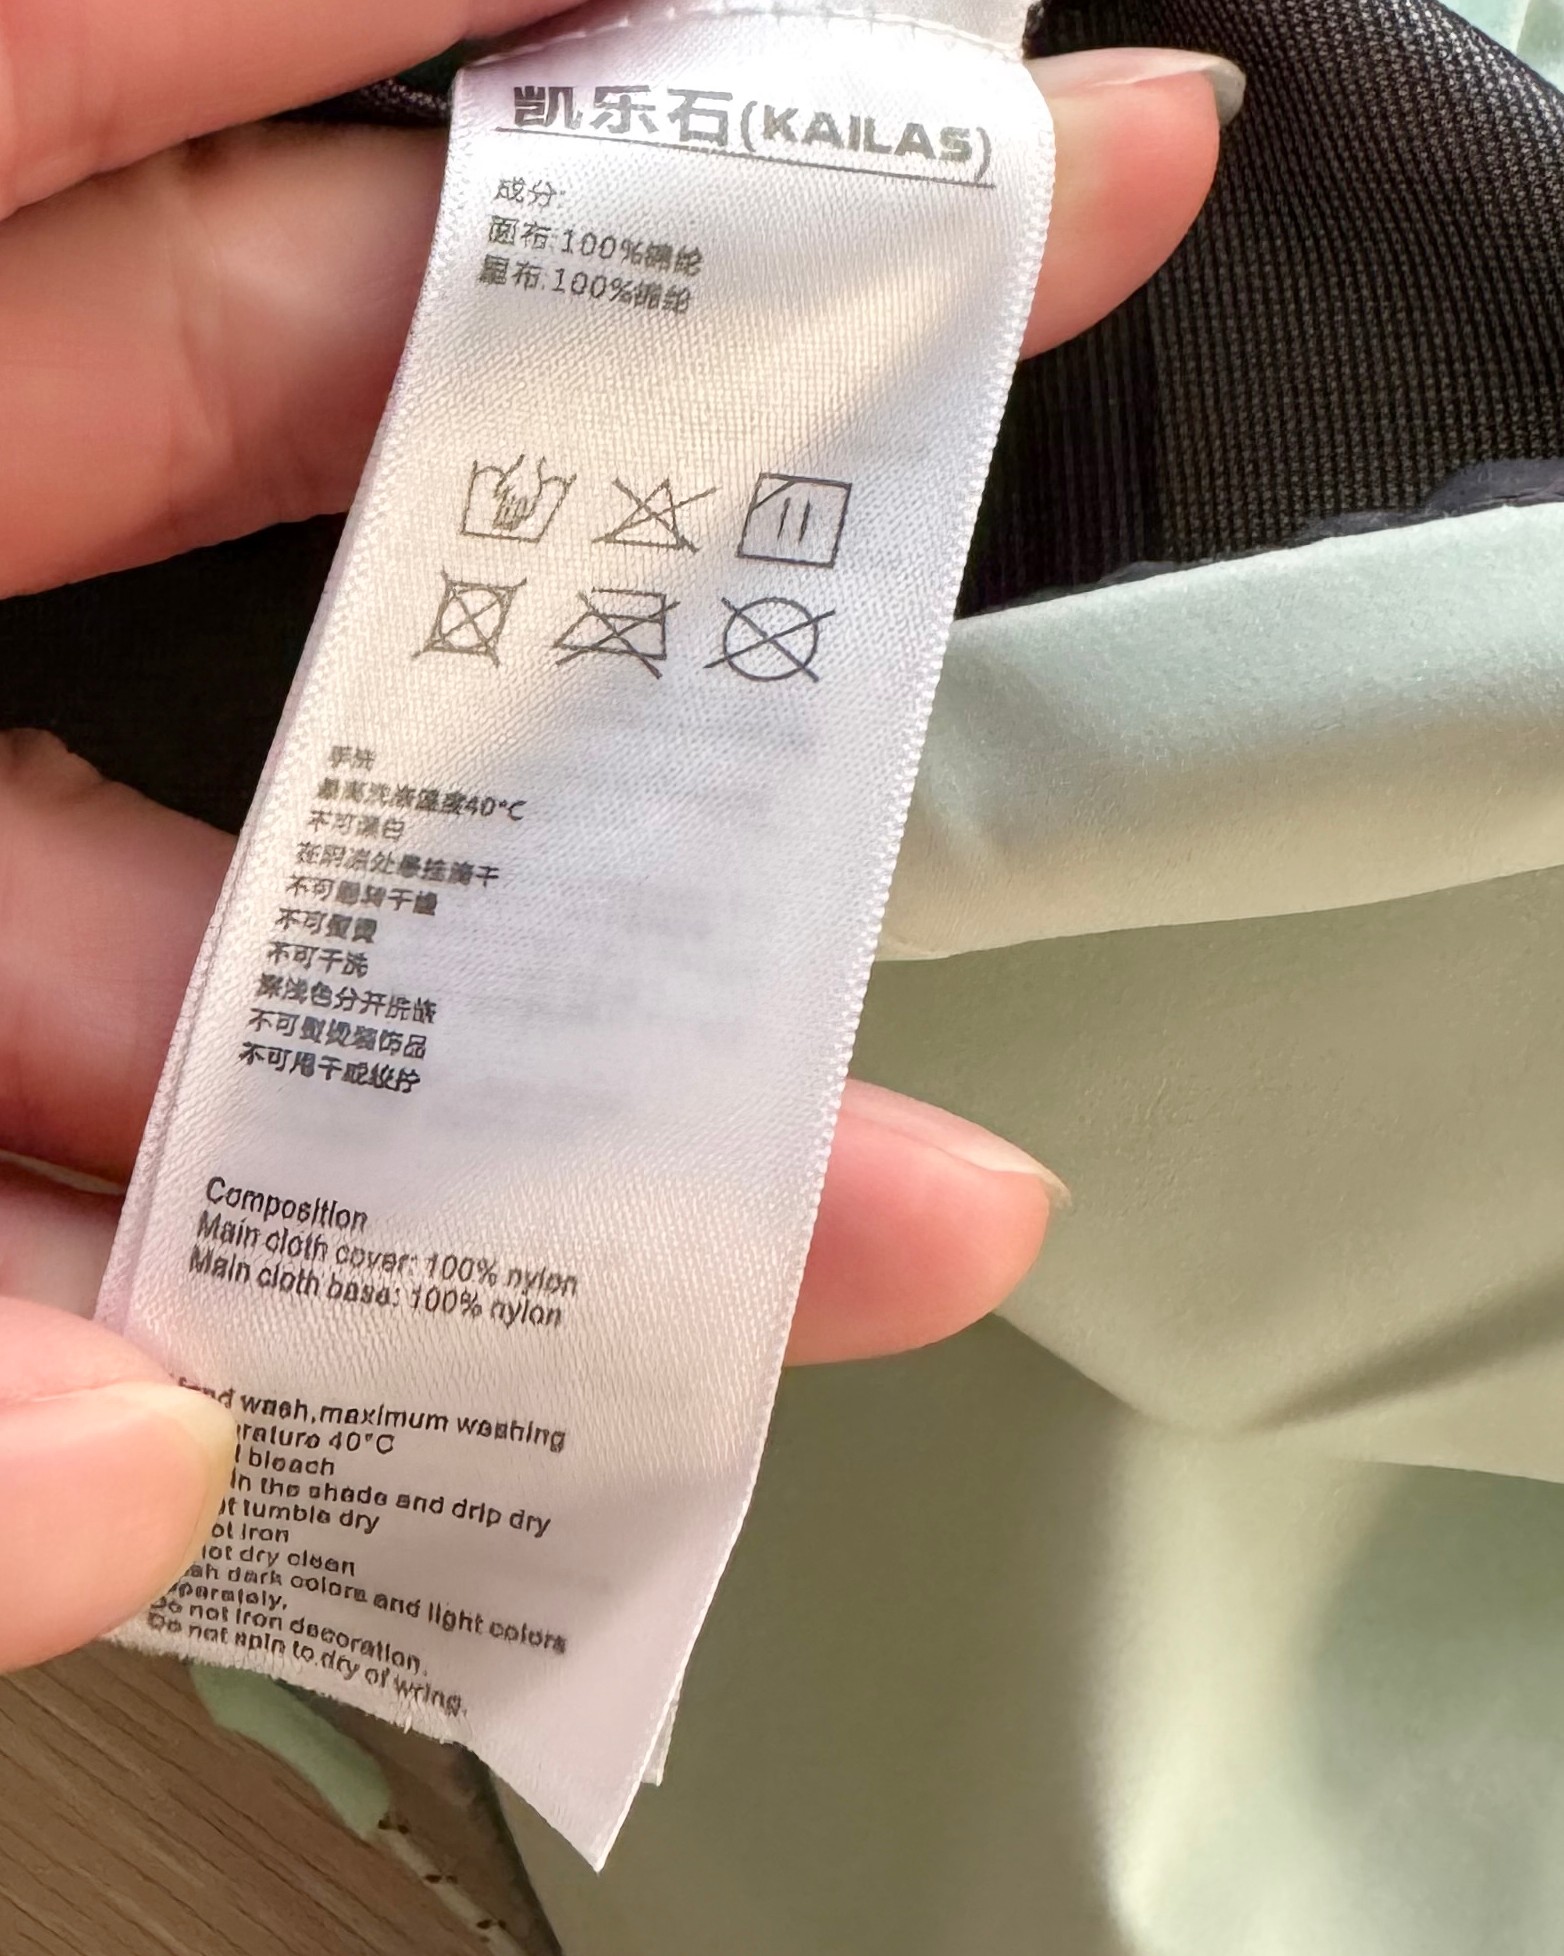 凯乐石(KAILAS)
成分:
面布:100%锦纶
里布:100%锦纶
手洗
最高洗涤温度40°C
不可漂白
在阴凉处悬挂滴干
不可翻转干燥
不可熨烫
不可干洗
深浅色分开洗涤
不可熨烫装饰品
不可甩干或绞拧
Composition
Main cloth cover: 100% nylon
Main cloth base: 100% nylon
wash,maximum washing
40°C
bleach
in the shade and drip dry
tumble dry
iron
dry clean
dark colors and light colors
Do not iron decoration.
Do not spin to dry of wring.